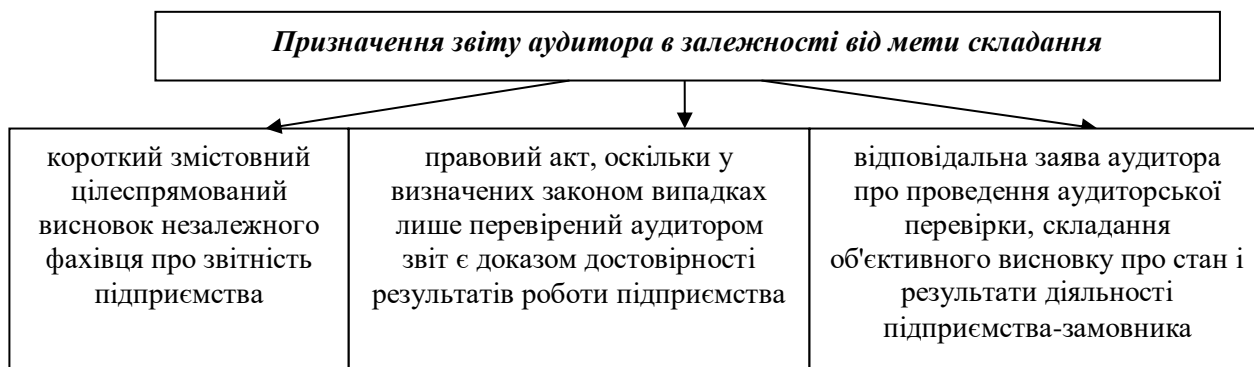 Призначення звіту аудитора в залежності від мети складання
короткий змістовний
цілеспрямований
висновок незалежного
фахівця про звітність
підприємства
правовий акт, оскільки у
визначених законом випадках
лише перевірений аудитором
звіт є доказом достовірності
результатів роботи підприємства
відповідальна заява аудитора
про проведення аудиторської
перевірки, складання
об'єктивного висновку про стан і
результати діяльності
підприємства-замовника